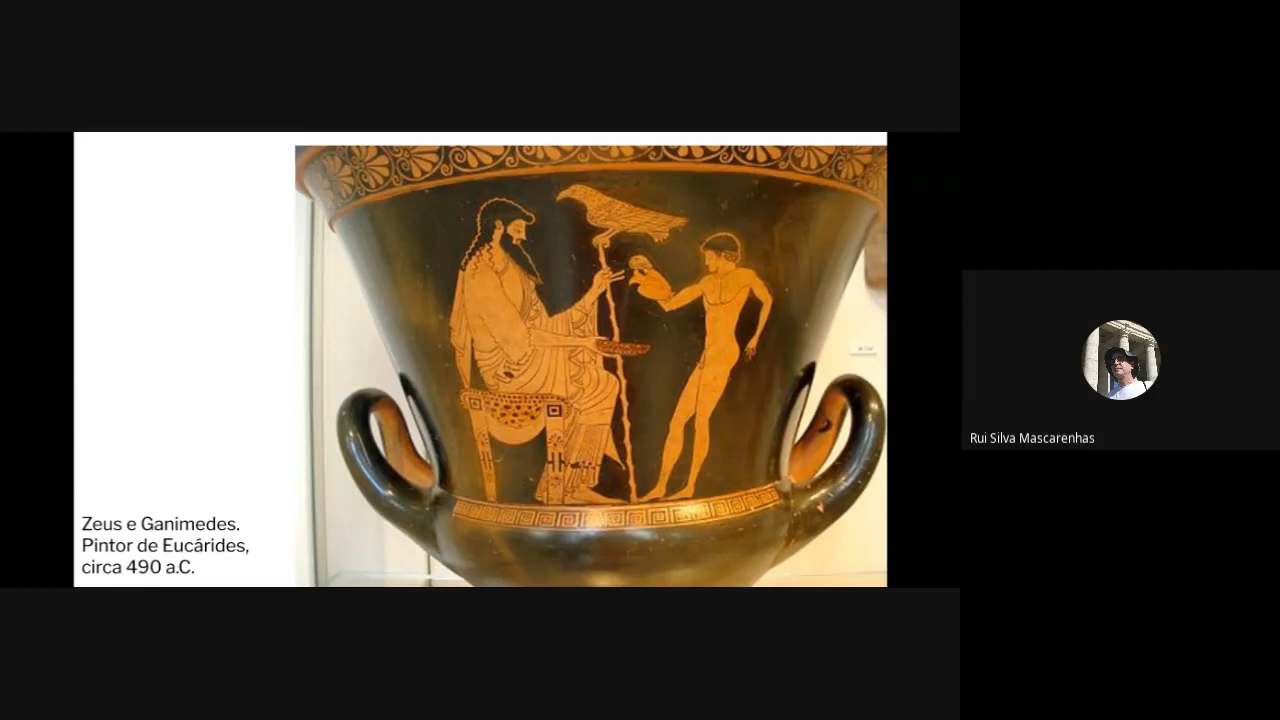 Zeus e Ganimedes.
Pintor de Eucárides,
circa 490 a.C.
Rui Silva Mascarenhas